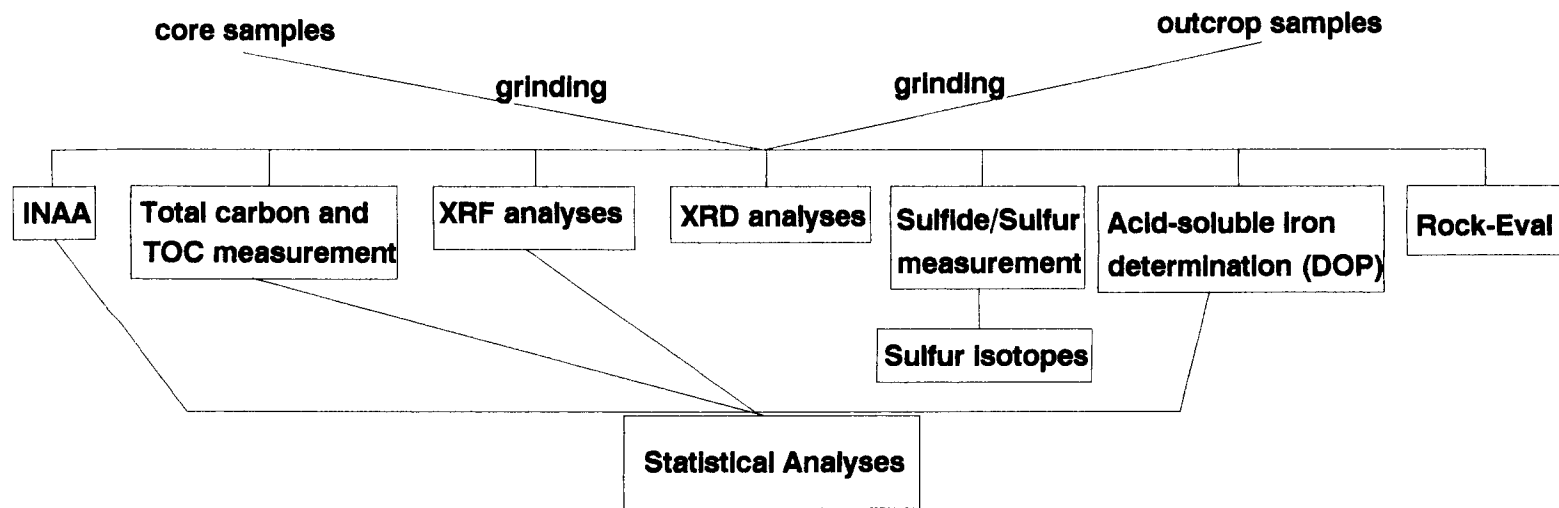 core samples
outcrop samples
grinding
grinding
INAA
Total carbon and
TOC measurement
XRF analyses
XRD analyses
Sulfide/Sulfur
measurement
Acid-soluble iron
determination (DOP)
Rock-Eval
Sulfur isotopes
Statistical Analyses